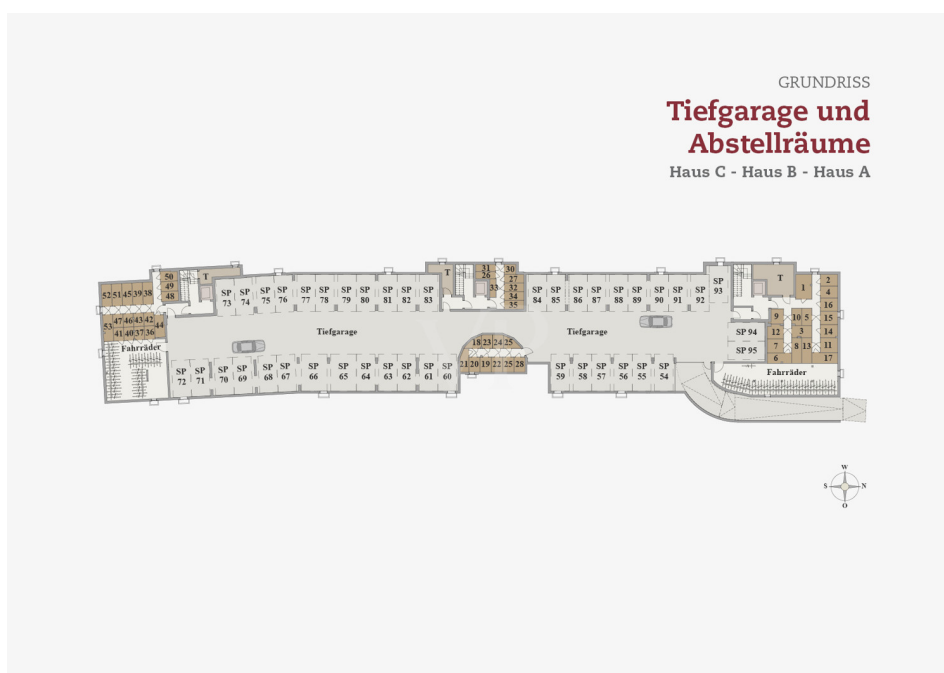 GRUNDRISS
Tiefgarage und
Abstellräume
Haus C - Haus B - Haus A
50
49
48
T
52 51 45 39 38
53
47 46 43 42
44
41 40 37 36
Fahrräder
SP 73
SP 74
SP 75
SP 76
SP 77
SP 78
SP 79
SP 80
SP 81
SP 82
SP 83
T
31
26
33
30
27
32
34
35
SP 84
SP 85
SP 86
SP 87
SP 88
SP 89
SP 90
SP 91
SP 92
SP 93
T
1
2
4
16
9
10 5
15
12
3
14
7
8 13
11
6
17
Tiefgarage
Tiefgarage
SP 94
SP 95
18 23 24 25
21 20 19 22 25 28
SP 72
SP 71
SP 70
SP 69
SP 68
SP 67
SP 66
SP 65
SP 64
SP 63
SP 62
SP 61
SP 60
SP 59
SP 58
SP 57
SP 56
SP 55
SP 54
Fahrräder
W
S
N
O